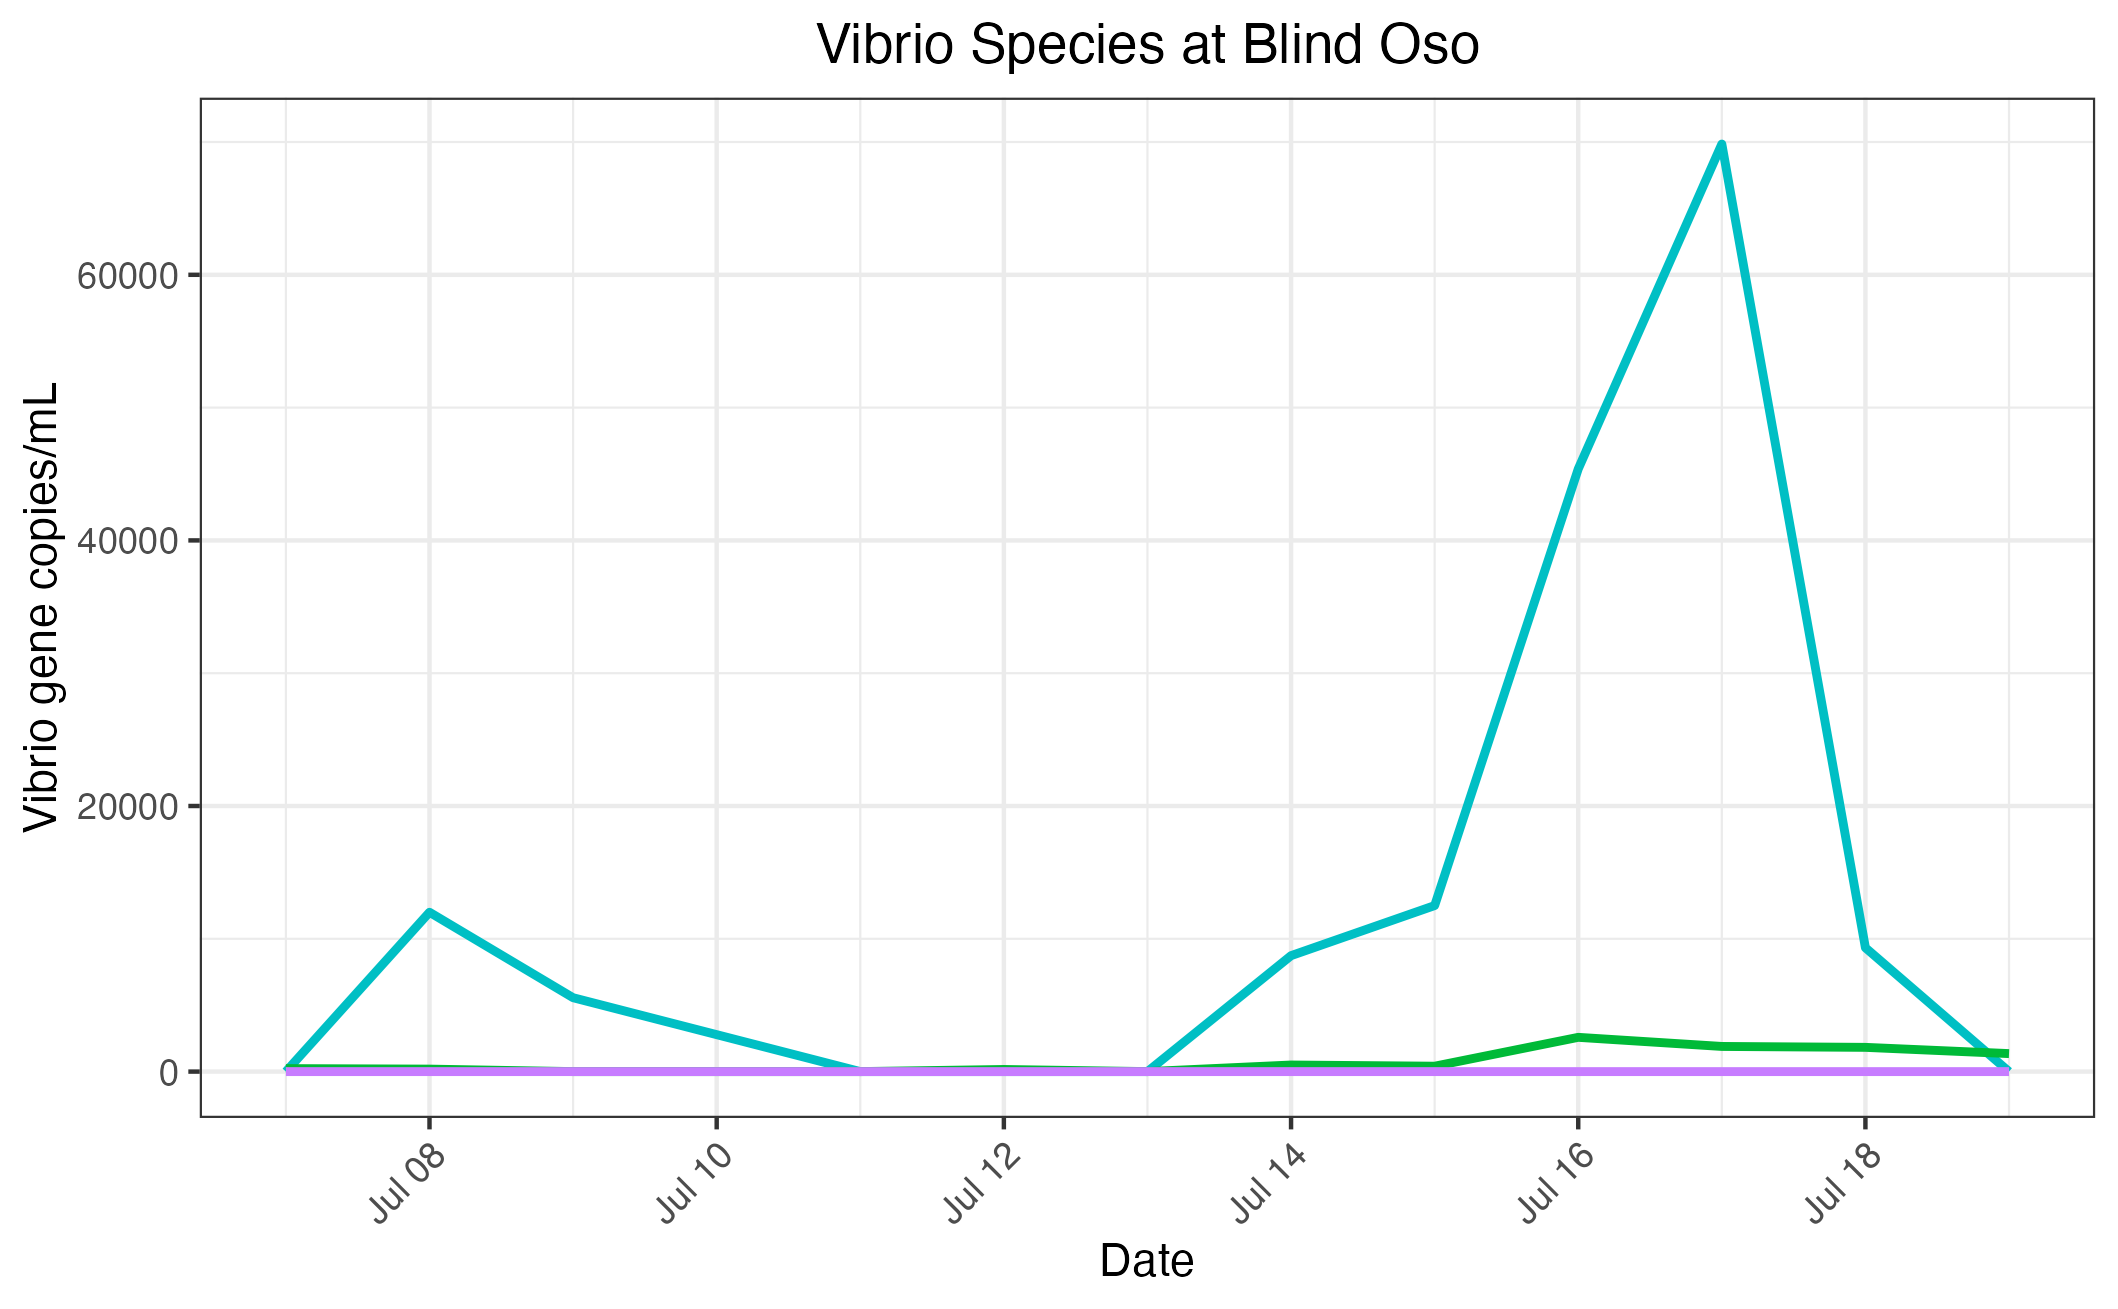 Vibrio Species at Blind Oso
Vibrio gene copies/mL
60000
40000
20000
0
Jul 08
Jul 10
Jul 12
Jul 14
Jul 16
Jul 18
Date